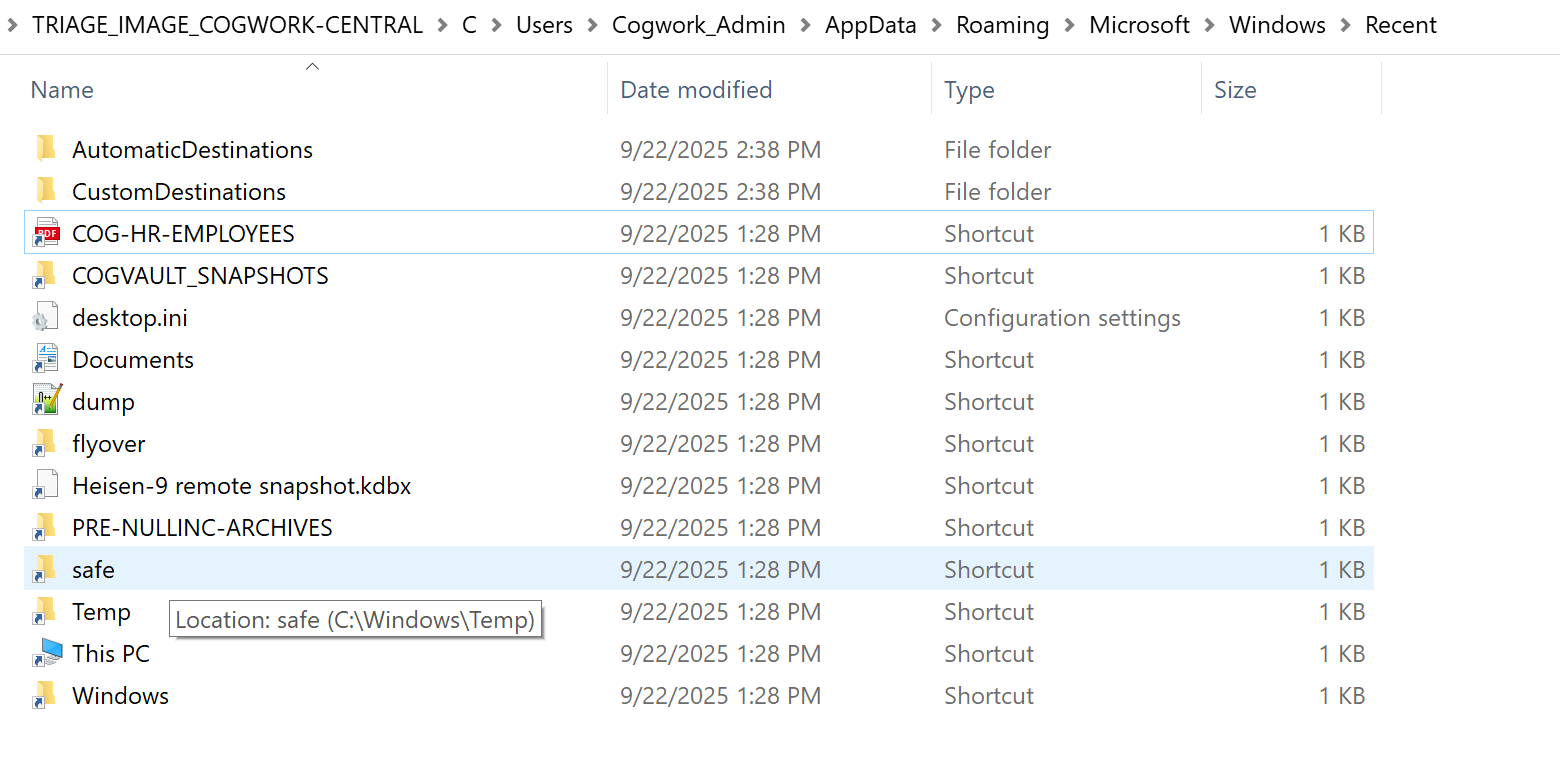 TRIAGE_IMAGE_COGWORK-CENTRAL > C > Users > Cogwork_Admin > AppData > Roaming > Microsoft > Windows > Recent
Name Date modified Type Size
AutomaticDestinations 9/22/2025 2:38 PM File folder
CustomDestinations 9/22/2025 2:38 PM File folder
PDF COG-HR-EMPLOYEES 9/22/2025 1:28 PM Shortcut 1 KB
COGVAULT_SNAPSHOTS 9/22/2025 1:28 PM Shortcut 1 KB
desktop.ini 9/22/2025 1:28 PM Configuration settings 1 KB
Documents 9/22/2025 1:28 PM Shortcut 1 KB
dump 9/22/2025 1:28 PM Shortcut 1 KB
flyover 9/22/2025 1:28 PM Shortcut 1 KB
Heisen-9 remote snapshot.kdbx 9/22/2025 1:28 PM Shortcut 1 KB
PRE-NULLINC-ARCHIVES 9/22/2025 1:28 PM Shortcut 1 KB
safe 9/22/2025 1:28 PM Shortcut 1 KB
Temp 9/22/2025 1:28 PM Shortcut 1 KB
Location: safe (C:\Windows\Temp)
This PC 9/22/2025 1:28 PM Shortcut 1 KB
Windows 9/22/2025 1:28 PM Shortcut 1 KB